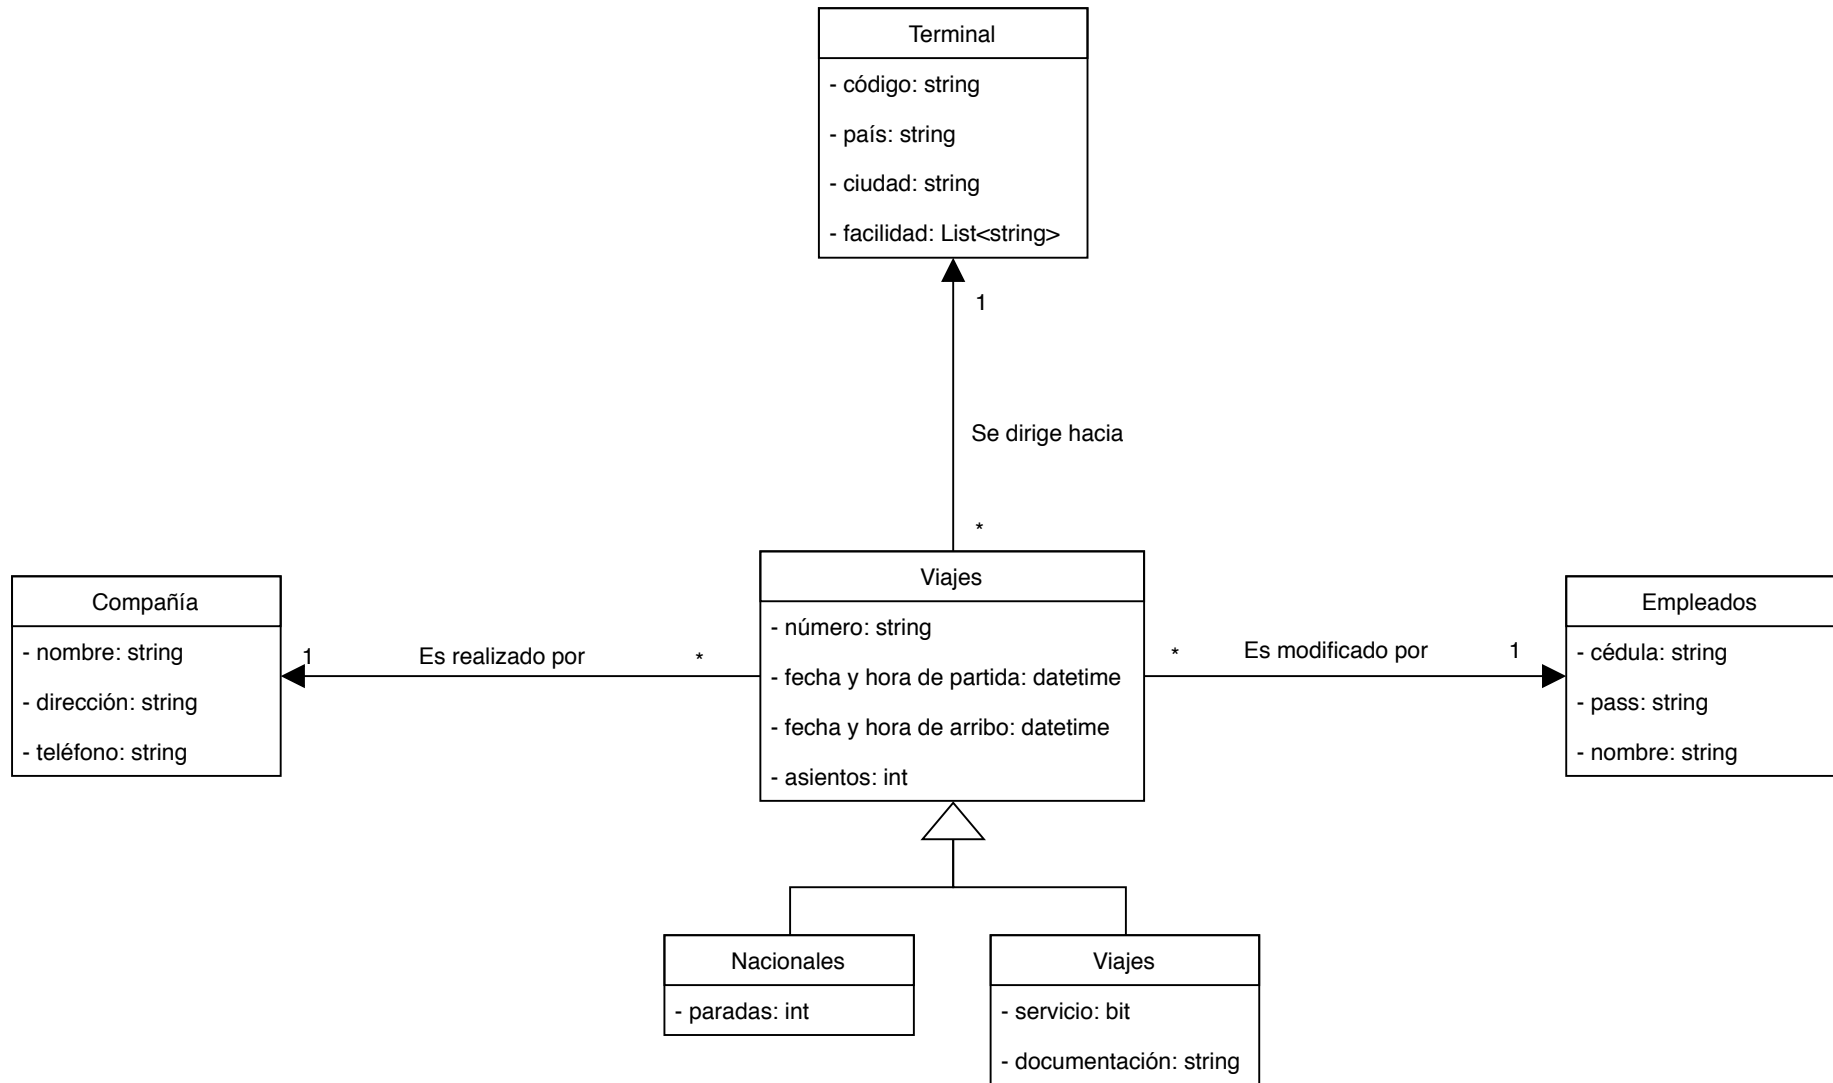 Terminal
- código: string
- país: string
- ciudad: string
- facilidad: List<string>
1
Se dirige hacia
*
Compañía
- nombre: string
- dirección: string
- teléfono: string
1
Es realizado por
*
Viajes
- número: string
- fecha y hora de partida: datetime
- fecha y hora de arribo: datetime
- asientos: int
*
Es modificado por
1
Empleados
- cédula: string
- pass: string
- nombre: string
Nacionales
- paradas: int
Viajes
- servicio: bit
- documentación: string